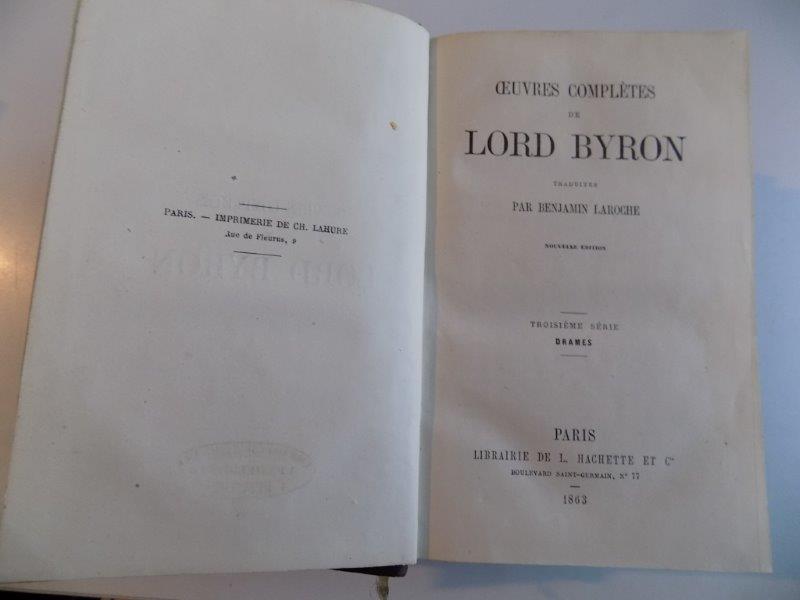 PARIS. — IMPRIMERIE DE CH. LAHURE
Rue de Fleurus, 9
ŒUVRES COMPLÈTES
DE
LORD BYRON
TRADUITES
PAR BENJAMIN LAROCHE
NOUVELLE ÉDITION
TROISIÈME SÉRIE
DRAMES
PARIS
LIBRAIRIE DE L. HACHETTE ET Cie
BOULEVARD SAINT-GERMAIN, N° 77
1863